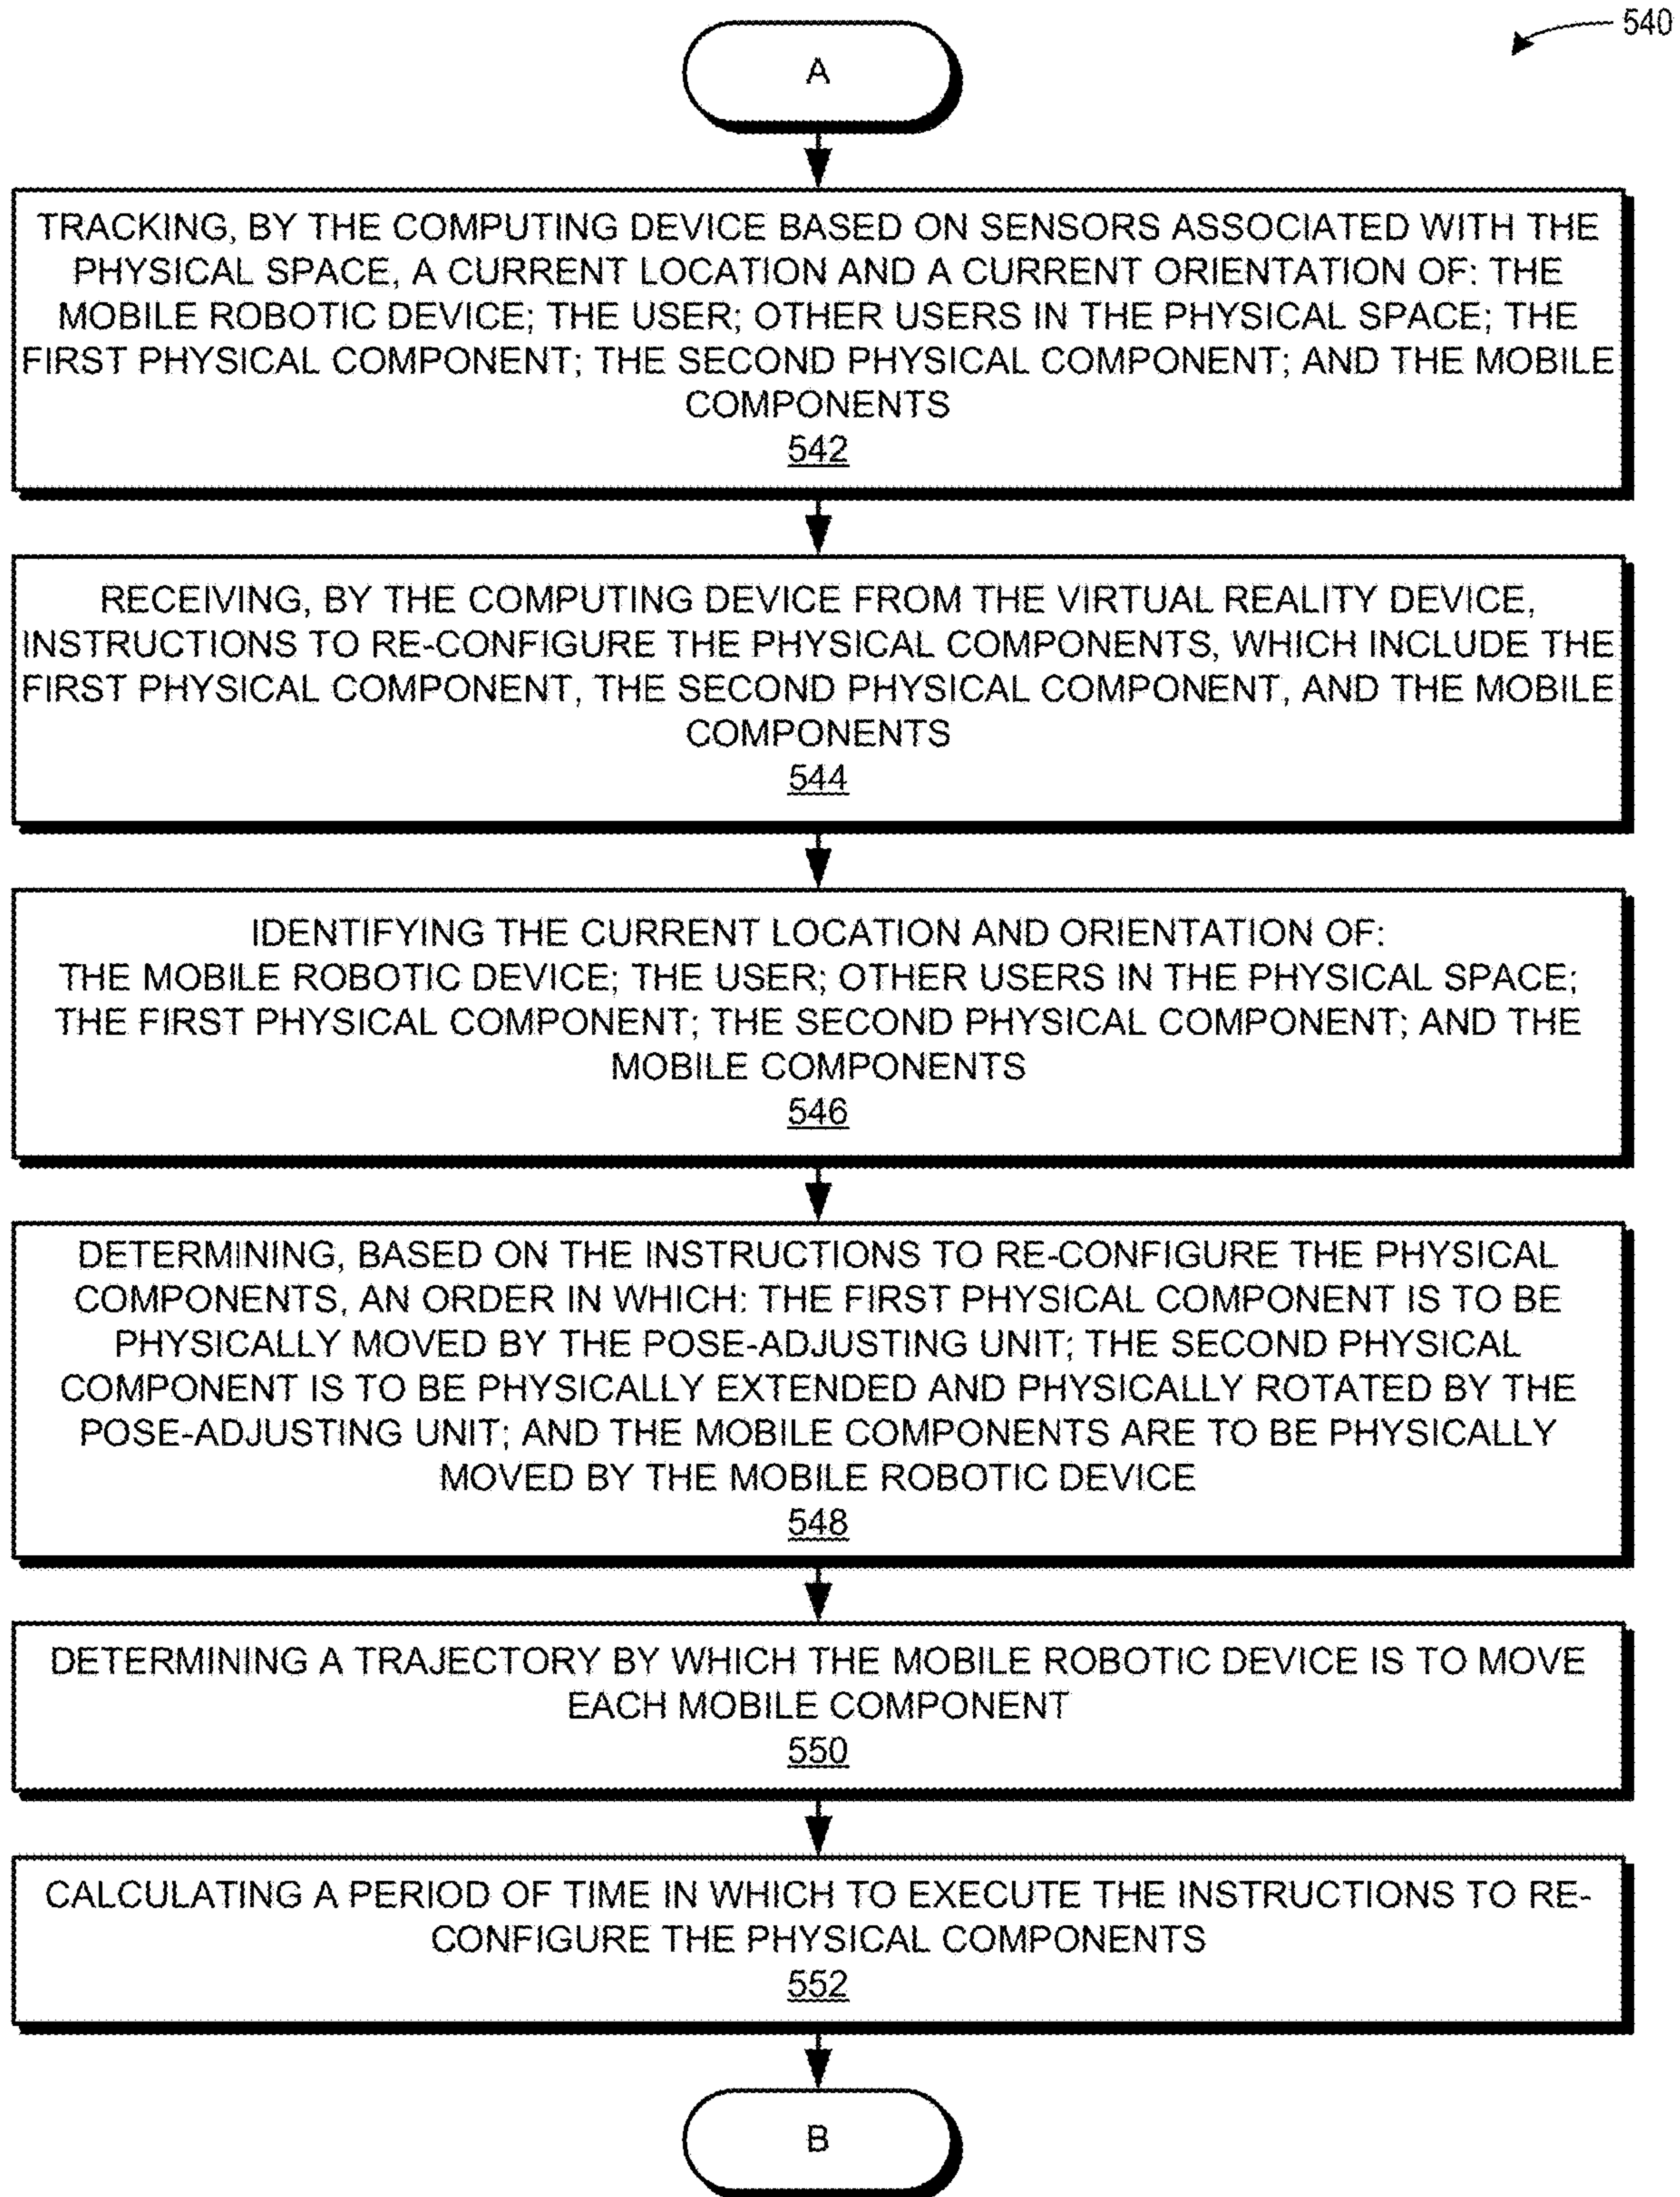 540
A
TRACKING, BY THE COMPUTING DEVICE BASED ON SENSORS ASSOCIATED WITH THE
PHYSICAL SPACE, A CURRENT LOCATION AND A CURRENT ORIENTATION OF: THE
MOBILE ROBOTIC DEVICE; THE USER; OTHER USERS IN THE PHYSICAL SPACE; THE
FIRST PHYSICAL COMPONENT; THE SECOND PHYSICAL COMPONENT; AND THE MOBILE
COMPONENTS
542
RECEIVING, BY THE COMPUTING DEVICE FROM THE VIRTUAL REALITY DEVICE,
INSTRUCTIONS TO RE-CONFIGURE THE PHYSICAL COMPONENTS, WHICH INCLUDE THE
FIRST PHYSICAL COMPONENT, THE SECOND PHYSICAL COMPONENT, AND THE MOBILE
COMPONENTS
544
IDENTIFYING THE CURRENT LOCATION AND ORIENTATION OF:
THE MOBILE ROBOTIC DEVICE; THE USER; OTHER USERS IN THE PHYSICAL SPACE;
THE FIRST PHYSICAL COMPONENT; THE SECOND PHYSICAL COMPONENT; AND THE
MOBILE COMPONENTS
546
DETERMINING, BASED ON THE INSTRUCTIONS TO RE-CONFIGURE THE PHYSICAL
COMPONENTS, AN ORDER IN WHICH: THE FIRST PHYSICAL COMPONENT IS TO BE
PHYSICALLY MOVED BY THE POSE-ADJUSTING UNIT; THE SECOND PHYSICAL
COMPONENT IS TO BE PHYSICALLY EXTENDED AND PHYSICALLY ROTATED BY THE
POSE-ADJUSTING UNIT; AND THE MOBILE COMPONENTS ARE TO BE PHYSICALLY
MOVED BY THE MOBILE ROBOTIC DEVICE
548
DETERMINING A TRAJECTORY BY WHICH THE MOBILE ROBOTIC DEVICE IS TO MOVE
EACH MOBILE COMPONENT
550
CALCULATING A PERIOD OF TIME IN WHICH TO EXECUTE THE INSTRUCTIONS TO RE-
CONFIGURE THE PHYSICAL COMPONENTS
552
B